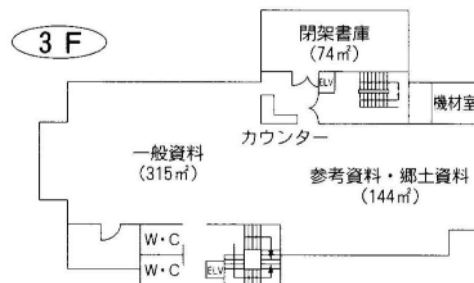 3F
閉架書庫
(74㎡)
ELV
機材室
カウンター
一般資料
(315㎡)
参考資料・郷土資料
(144㎡)
W・C
W・C
ELV